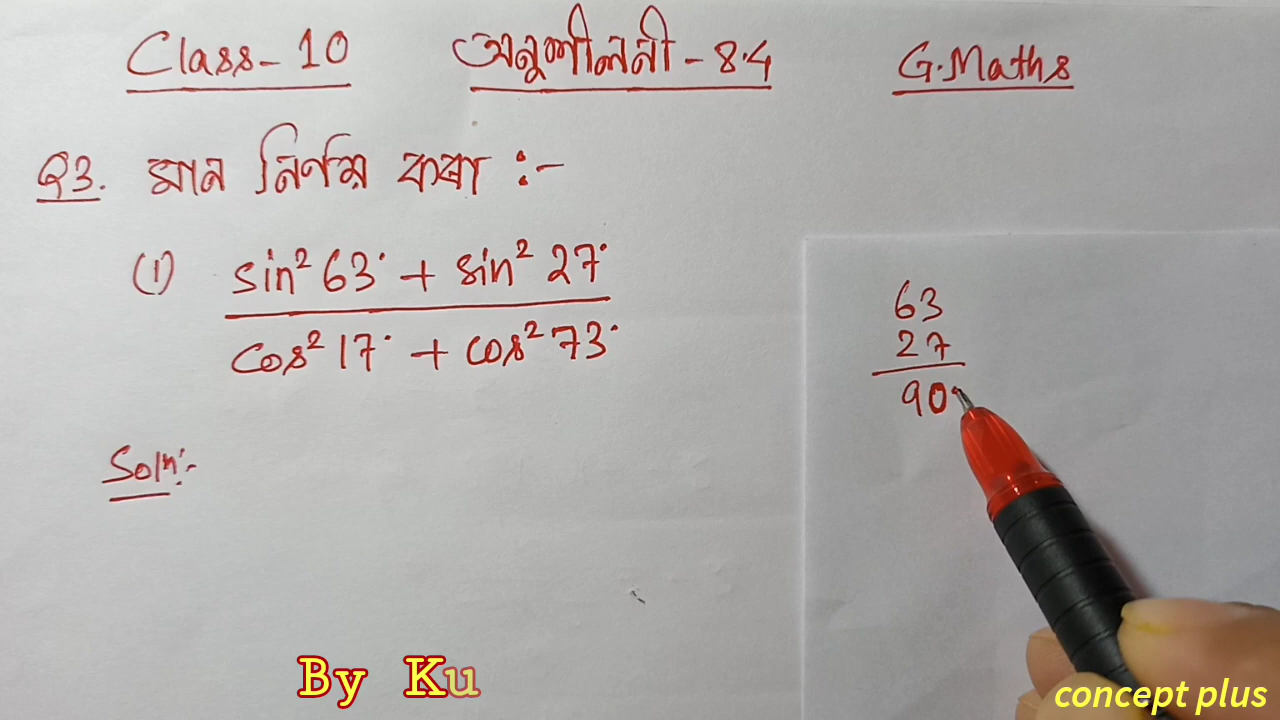 Class-10 অনুশীলনী-8.4 G.Maths
Q3. মান নিৰ্ণয় কৰা :-
(i) sin² 63° + sin² 27°
cos² 17° + cos² 73°
63
27
90°
Soln:-
By Ku
concept plus